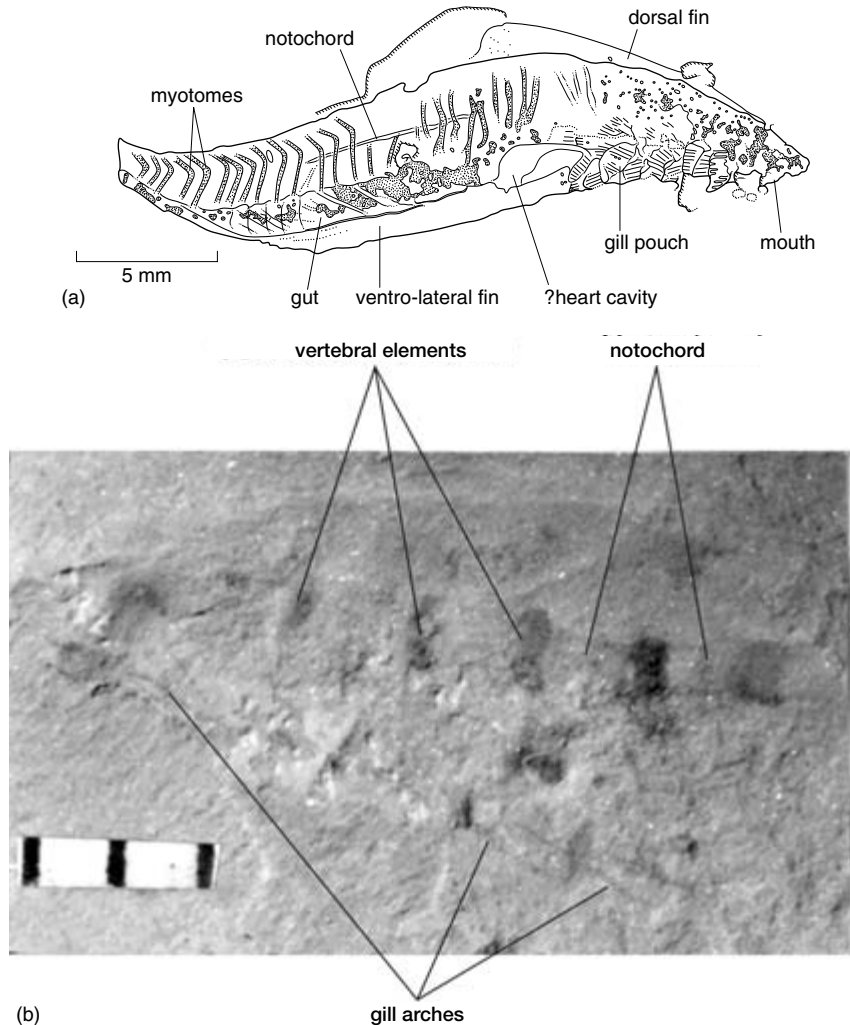 dorsal fin
notochord
myotomes
gill pouch
mouth
5 mm
gut
ventro-lateral fin
?heart cavity
(a)
vertebral elements
notochord
gill arches
(b)